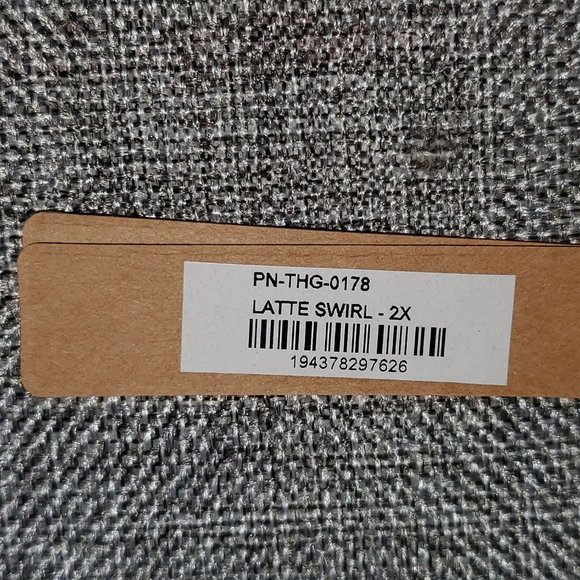 PN-THG-0178
LATTE SWIRL - 2X
194378297626